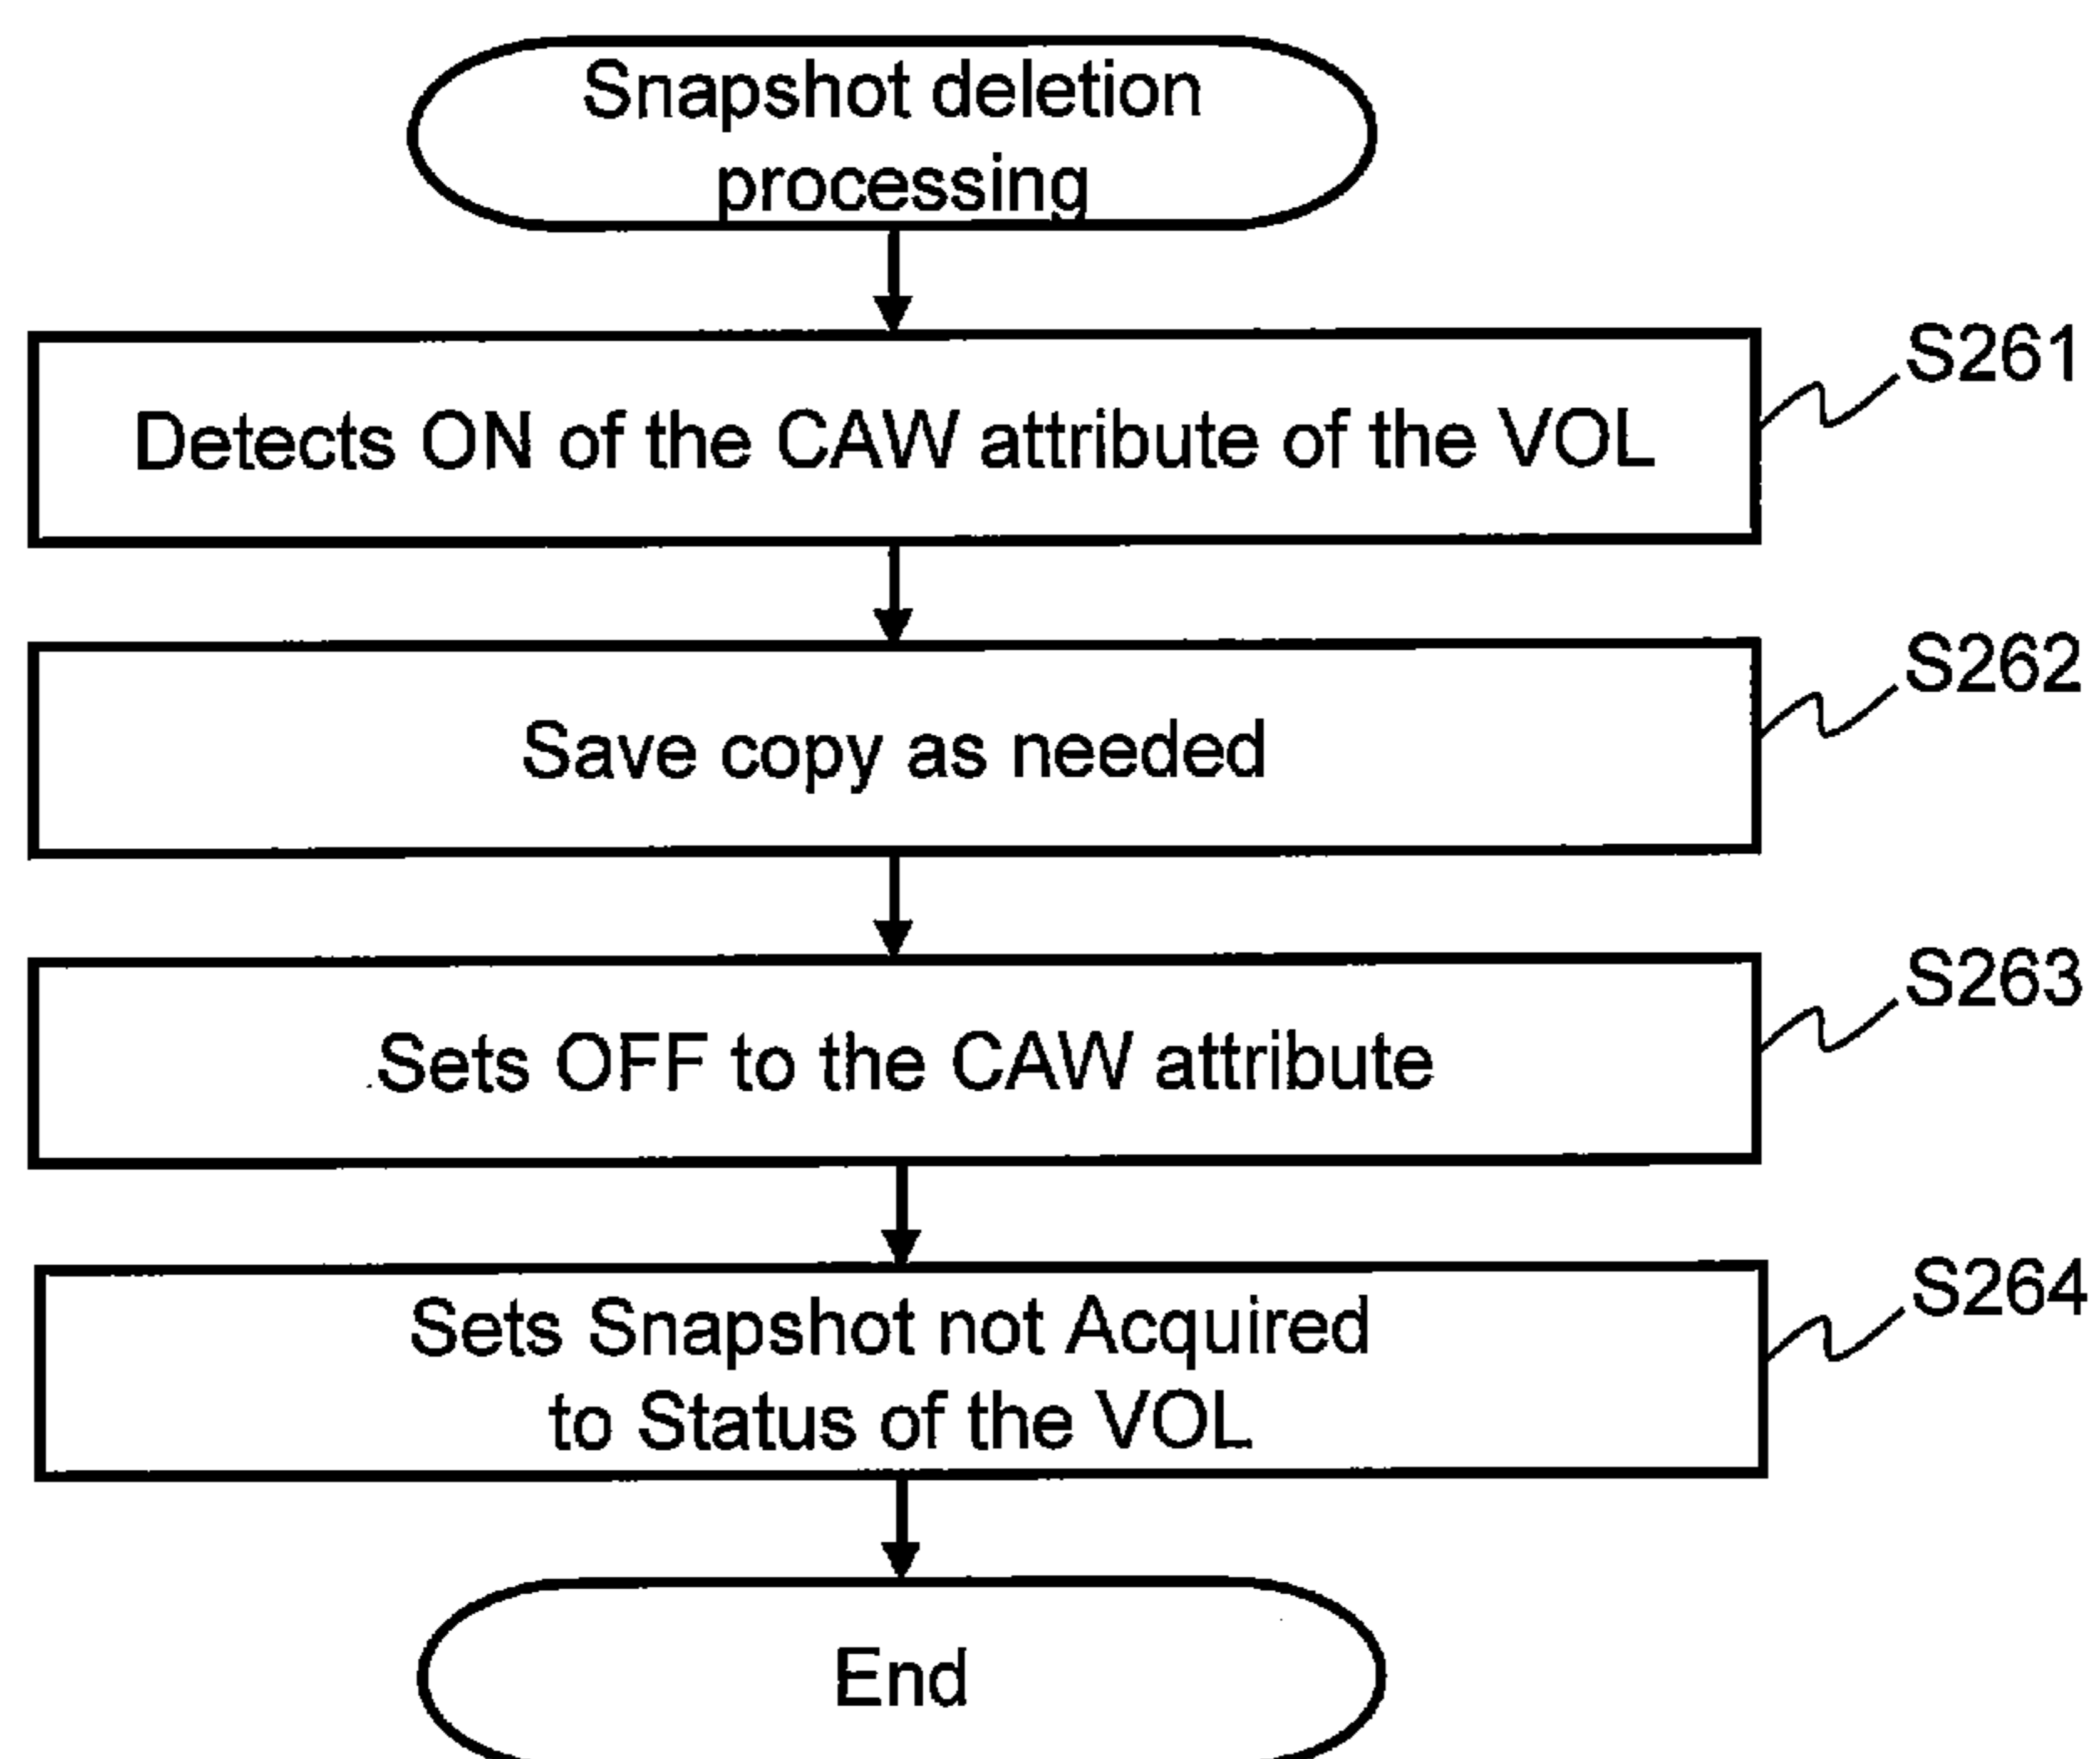 Snapshot deletion
processing
S261
Detects ON of the CAW attribute of the VOL
S262
Save copy as needed
S263
Sets OFF to the CAW attribute
S264
Sets Snapshot not Acquired
to Status of the VOL
End